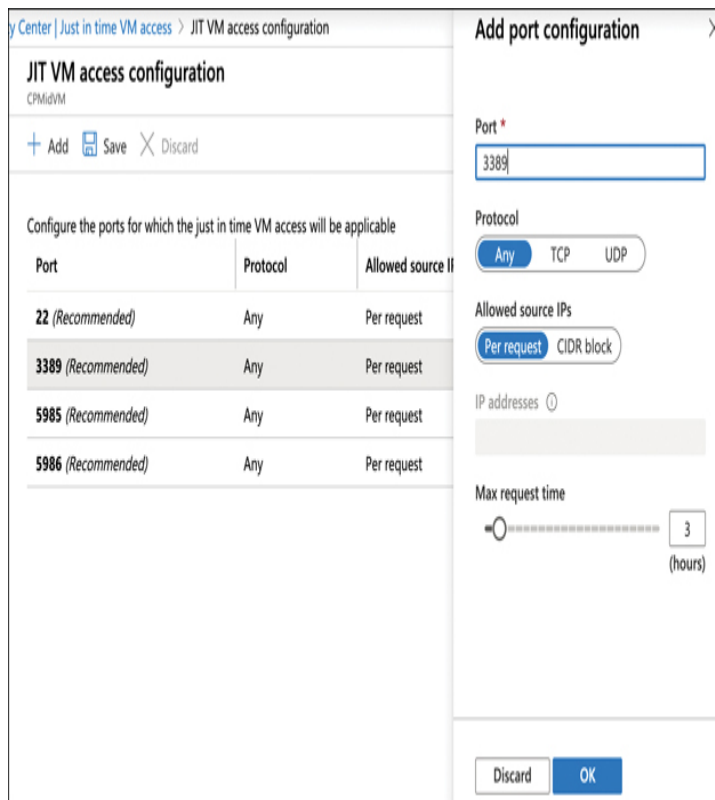 y Center | Just in time VM access > JIT VM access configuration
JIT VM access configuration
CPMidVM
Add Save Discard
Configure the ports for which the just in time VM access will be applicable
Port Protocol Allowed source IP
22 (Recommended) Any Per request
3389 (Recommended) Any Per request
5985 (Recommended) Any Per request
5986 (Recommended) Any Per request
Add port configuration
Port *
3389
Protocol
Any TCP UDP
Allowed source IPs
Per request CIDR block
IP addresses
Max request time
3
(hours)
Discard OK